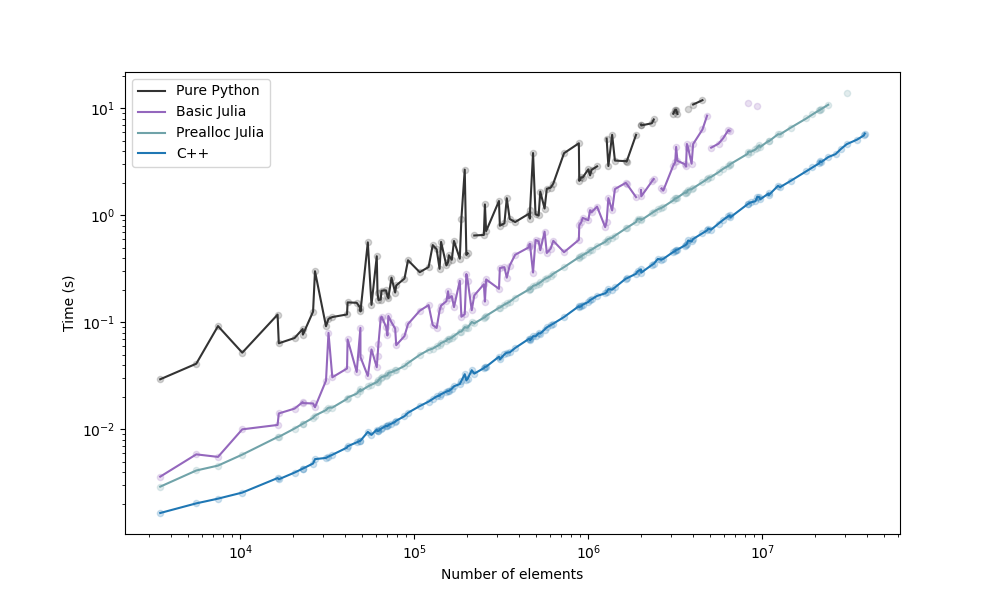 Pure Python
Basic Julia
Prealloc Julia
C++
10¹
10⁰
10⁻¹
10⁻²
Time (s)
10⁴ 10⁵ 10⁶ 10⁷
Number of elements